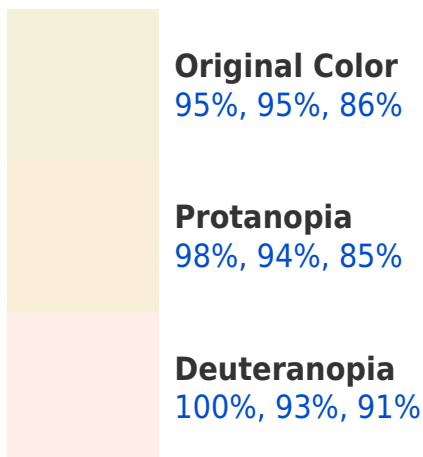 Original Color
95%, 95%, 86%
Protanopia
98%, 94%, 85%
Deuteranopia
100%, 93%, 91%